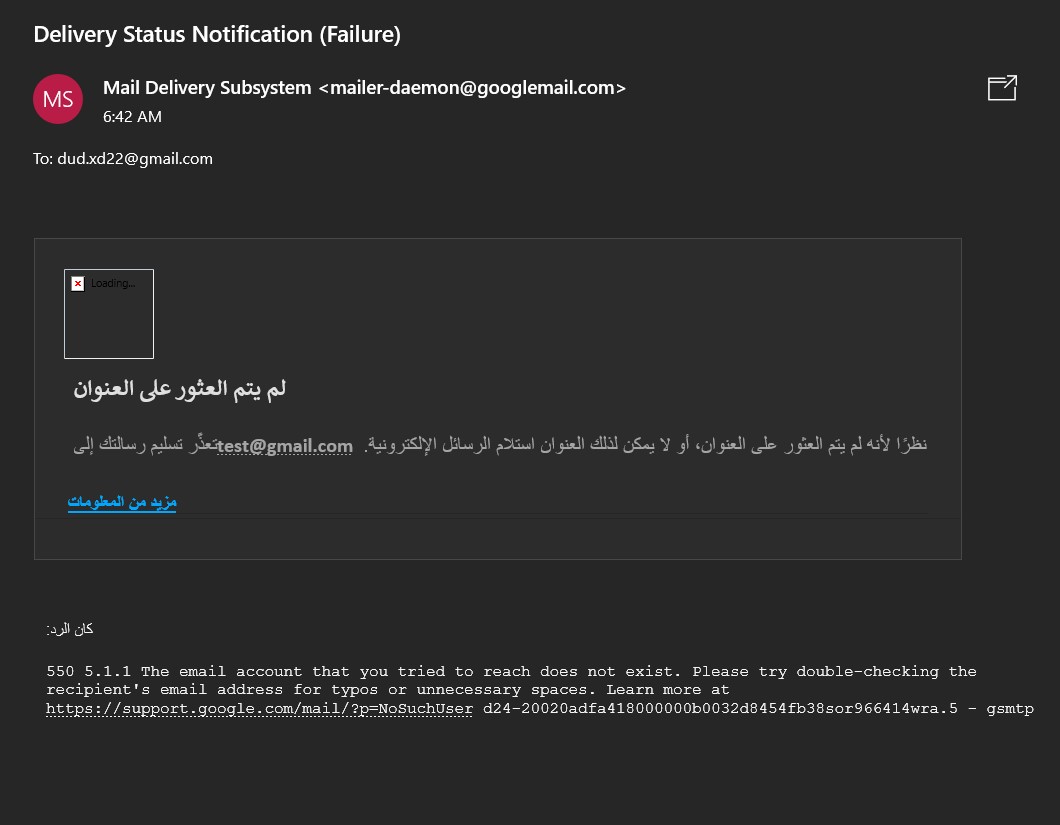 Delivery Status Notification (Failure)
MS
Mail Delivery Subsystem <mailer-daemon@googlemail.com>
6:42 AM
To: dud.xd22@gmail.com
Loading...
لم يتم العثور على العنوان
تعذَّر تسليم رسالتك إلى test@gmail.com نظرًا لأنه لم يتم العثور على العنوان، أو لا يمكن لذلك العنوان استلام الرسائل الإلكترونية.
مزيد من المعلومات
كان الرد:
550 5.1.1 The email account that you tried to reach does not exist. Please try double-checking the
recipient's email address for typos or unnecessary spaces. Learn more at
https://support.google.com/mail/?p=NoSuchUser d24-20020adfa418000000b0032d8454fb38sor966414wra.5 - gsmtp